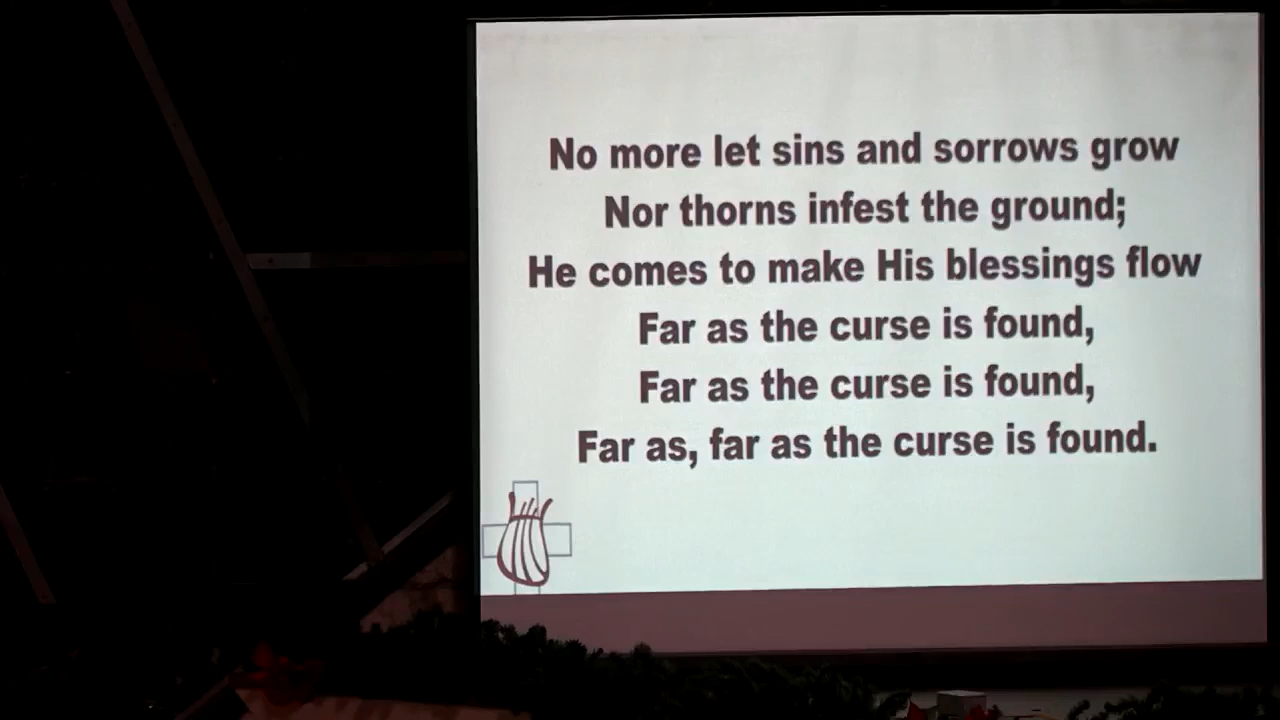 No more let sins and sorrows grow
Nor thorns infest the ground;
He comes to make His blessings flow
Far as the curse is found,
Far as the curse is found,
Far as, far as the curse is found.